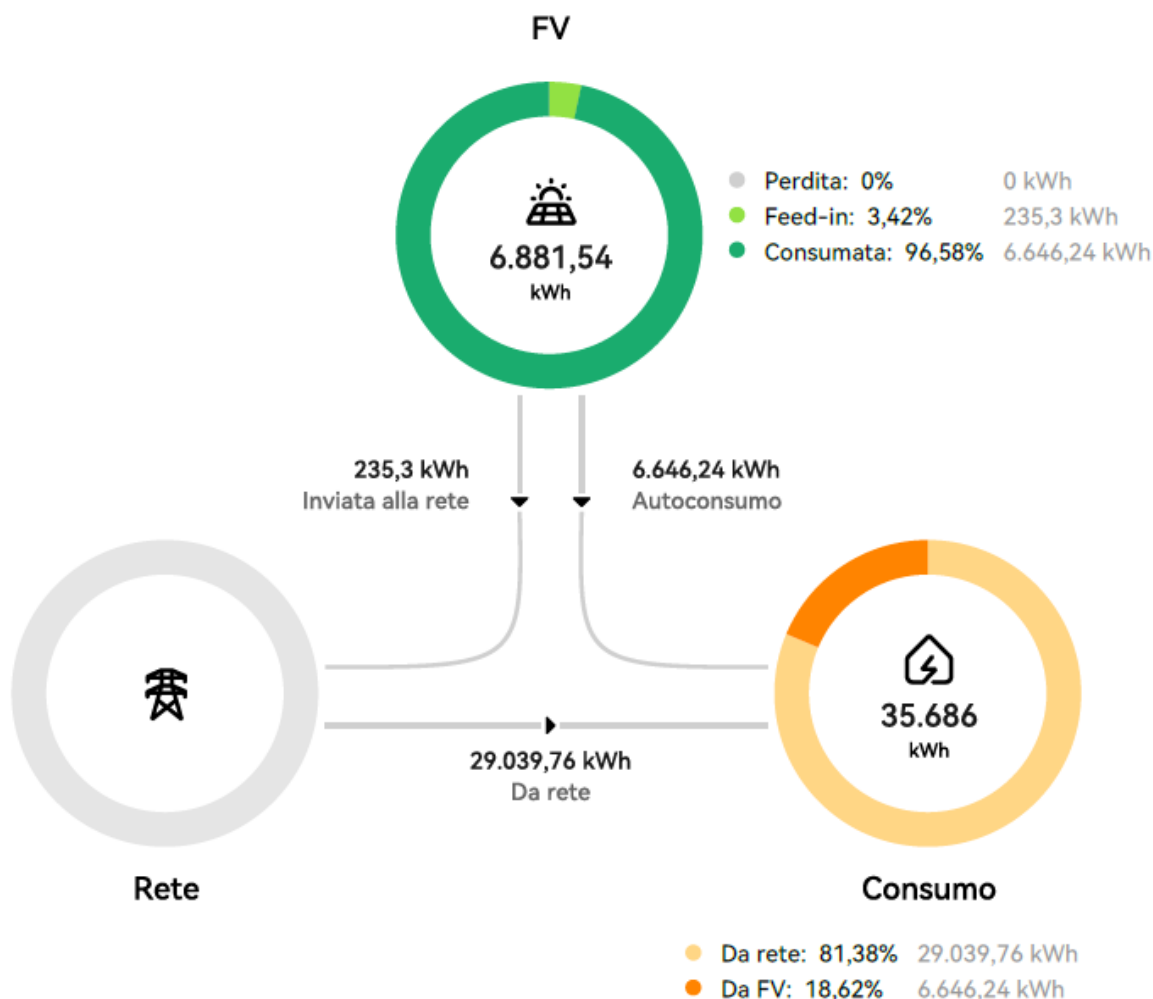 FV
6.881,54
kWh
Perdita: 0% 0 kWh
Feed-in: 3,42% 235,3 kWh
Consumata: 96,58% 6.646,24 kWh
235,3 kWh
Inviata alla rete
6.646,24 kWh
Autoconsumo
35.686
kWh
29.039,76 kWh
Da rete
Rete
Consumo
Da rete: 81,38% 29.039,76 kWh
Da FV: 18,62% 6.646,24 kWh